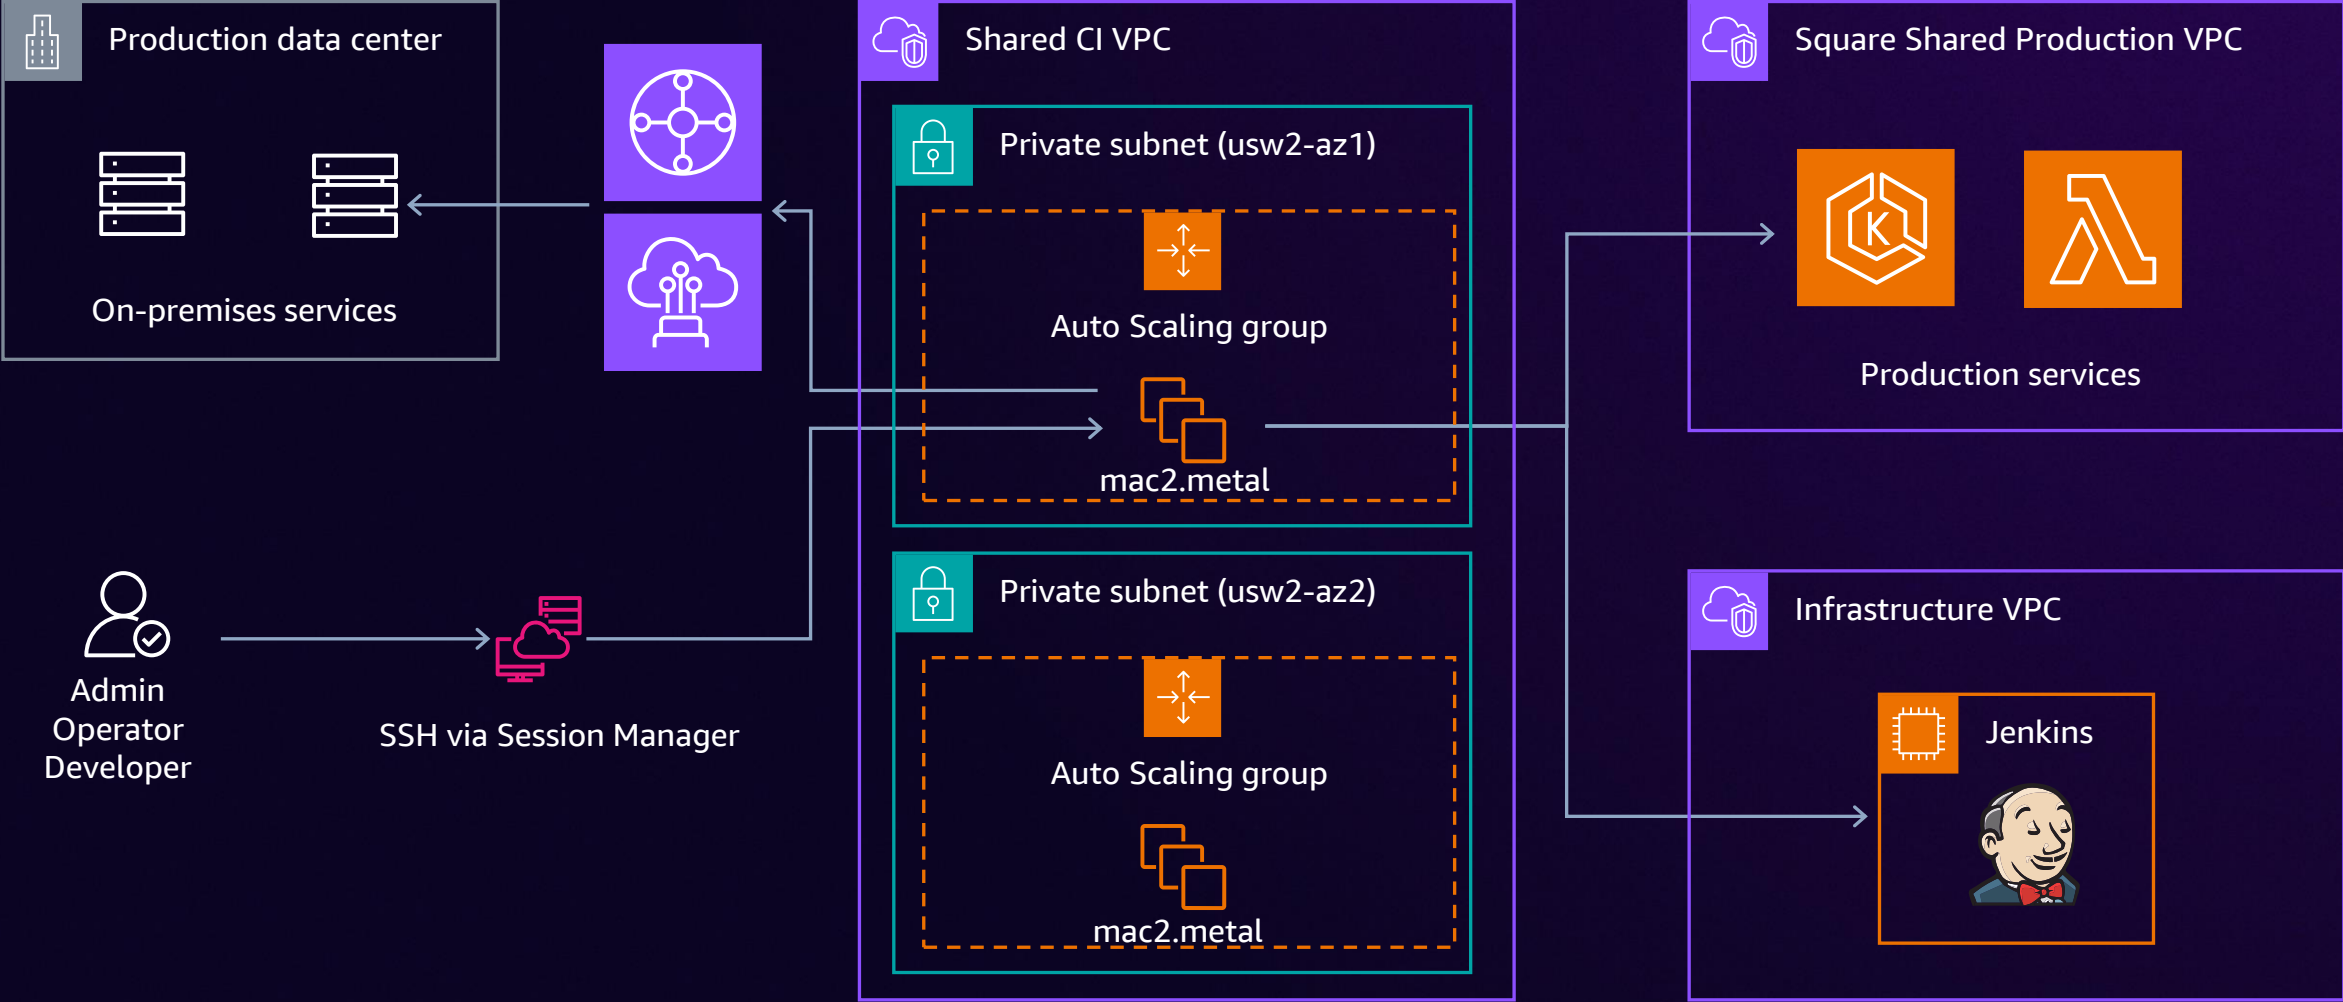 Production data center
On-premises services
Admin
Operator
Developer
SSH via Session Manager
Shared CI VPC
Private subnet (usw2-az1)
Auto Scaling group
mac2.metal
Private subnet (usw2-az2)
Auto Scaling group
mac2.metal
Square Shared Production VPC
K
Production services
Infrastructure VPC
Jenkins